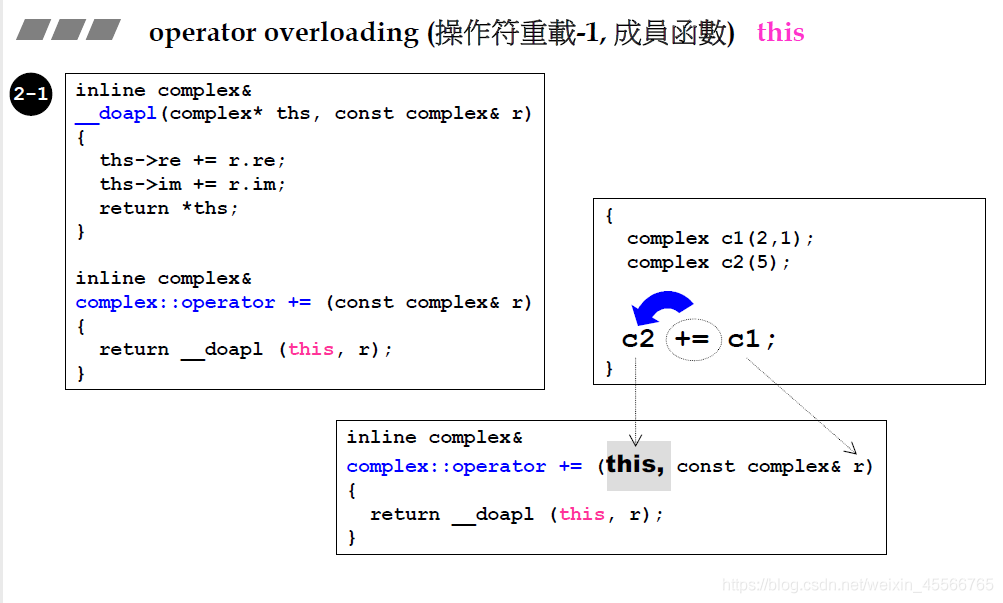 operator overloading (操作符重載-1, 成員函數) this
2-1
inline complex&
__doapl(complex* ths, const complex& r)
{
  ths->re += r.re;
  ths->im += r.im;
  return *ths;
}
inline complex&
complex::operator += (const complex& r)
{
  return __doapl (this, r);
}
{
  complex c1(2,1);
  complex c2(5);
  c2 += c1;
}
inline complex&
complex::operator += (this, const complex& r)
{
  return __doapl (this, r);
}
https://blog.csdn.net/weixin_45566765